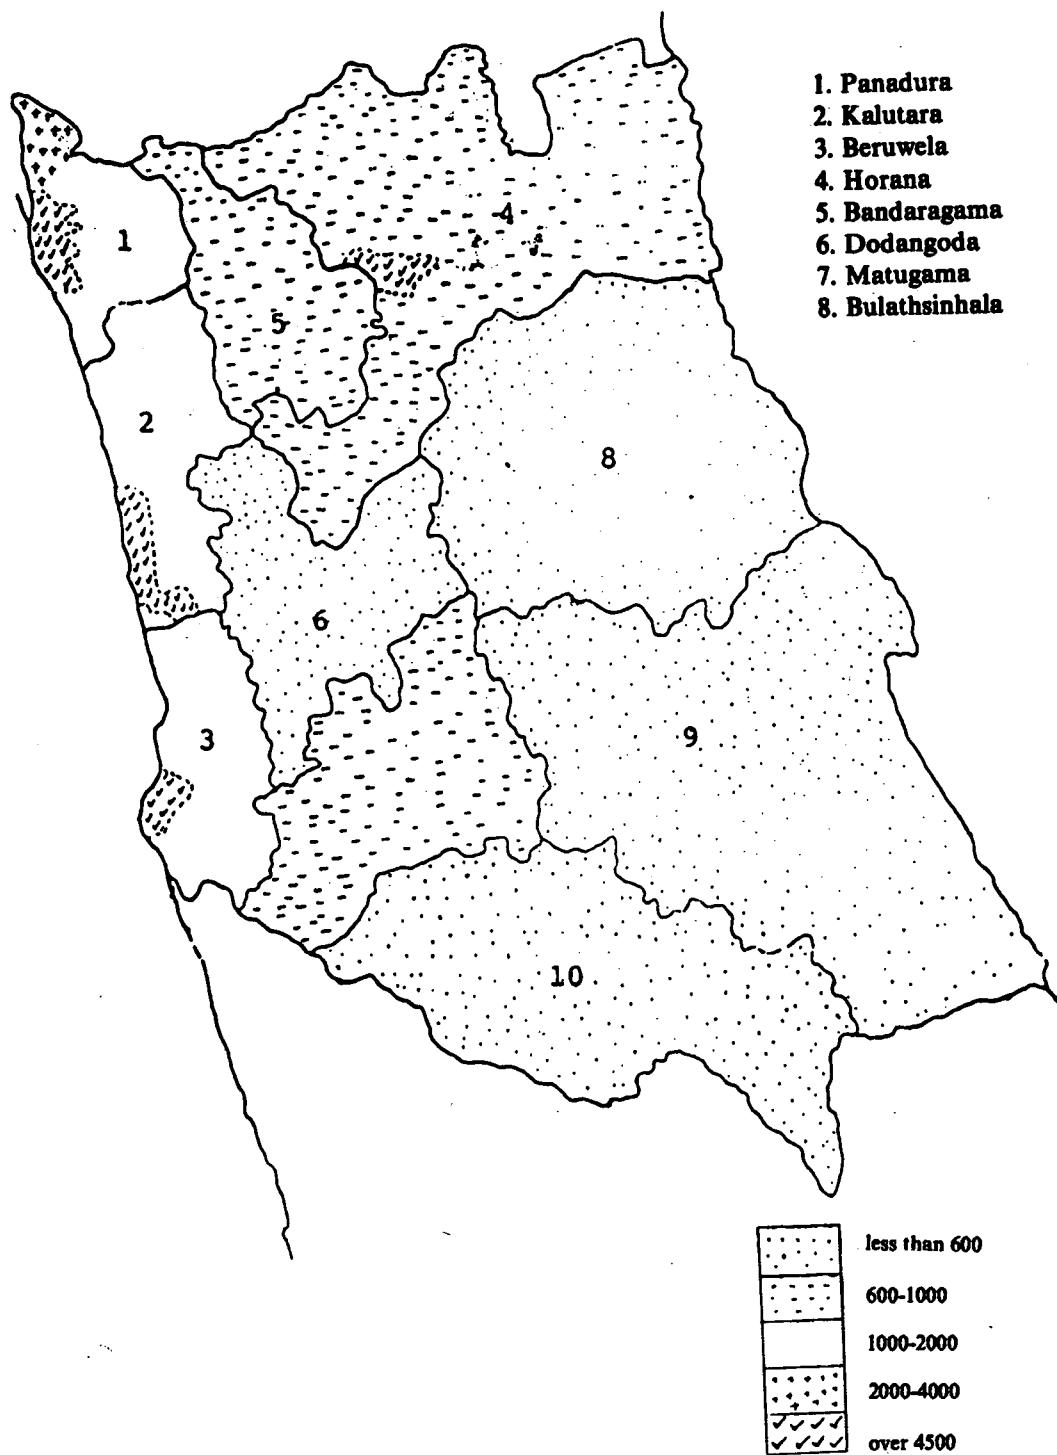 1. Panadura
2. Kalutara
3. Beruwela
4. Horana
5. Bandaragama
6. Dodangoda
7. Matugama
8. Bulathsinhala
4
1
5
2
8
6
3
9
10
less than 600
600-1000
1000-2000
2000-4000
over 4500